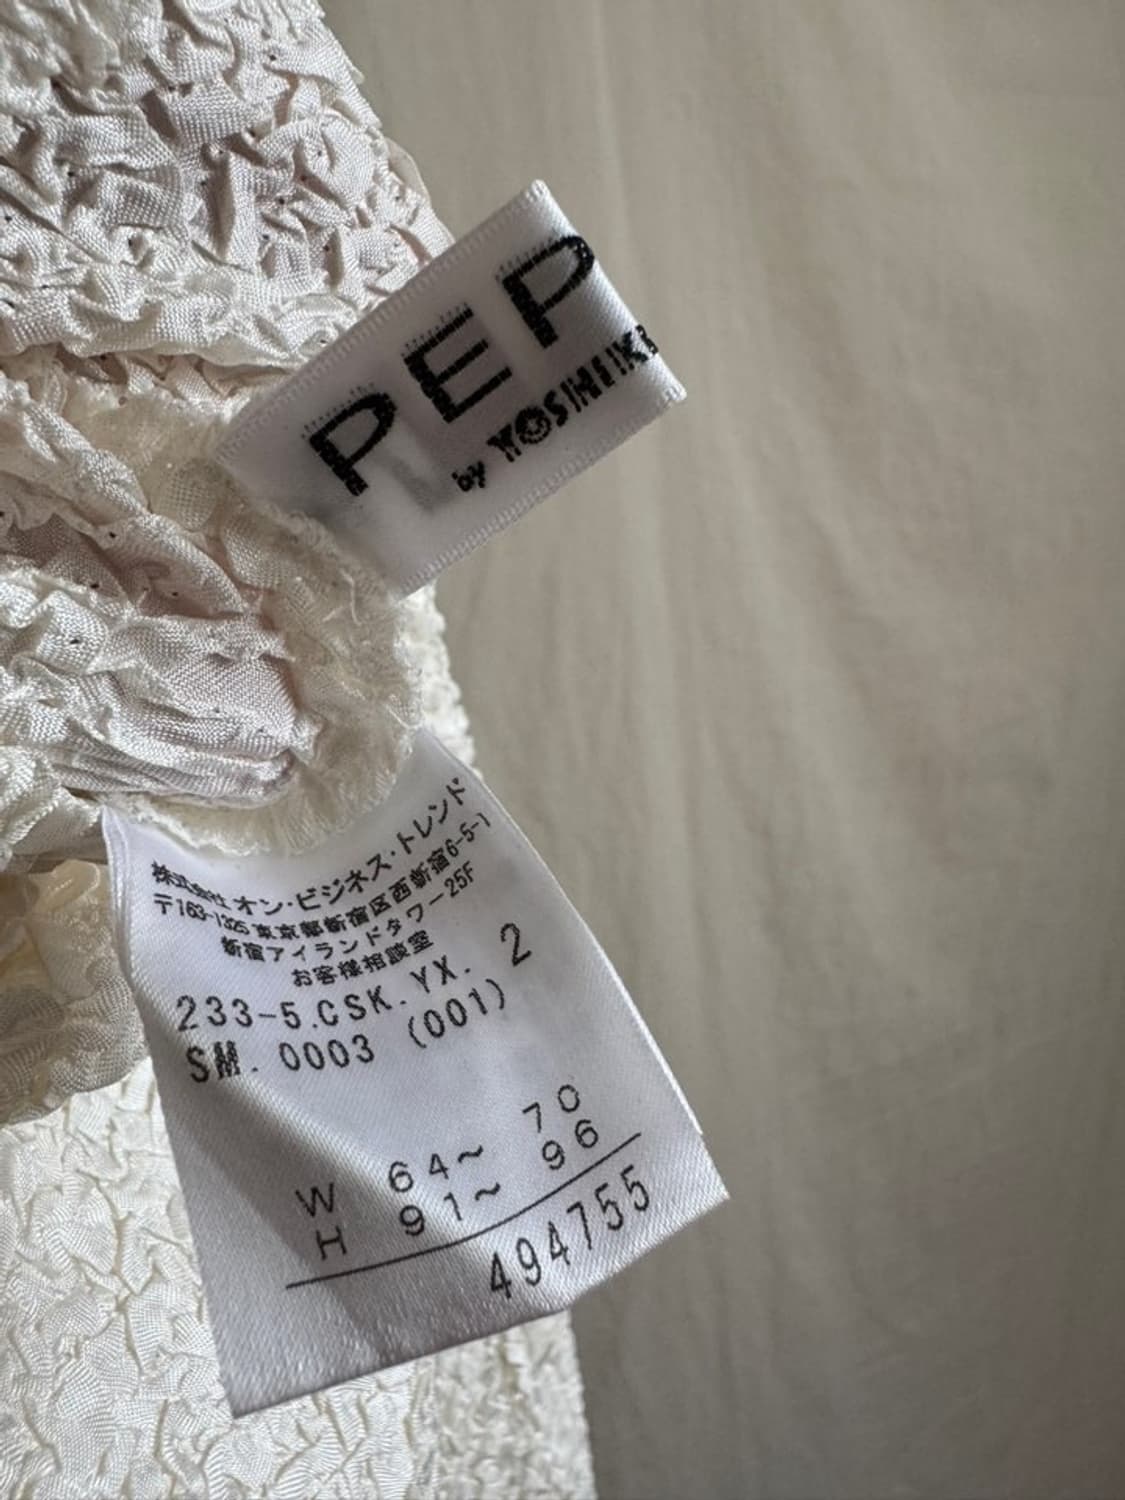 PEP
by YOSHIKI
株式会社オン・ビジネス・トレンド
〒163-1325 東京都新宿区西新宿6-5-1
新宿アイランドタワー25F
お客様相談室
233-5.CSK.YX. 2
SM. 0003 (001)
W 64~ 70
H 91~ 96
494755